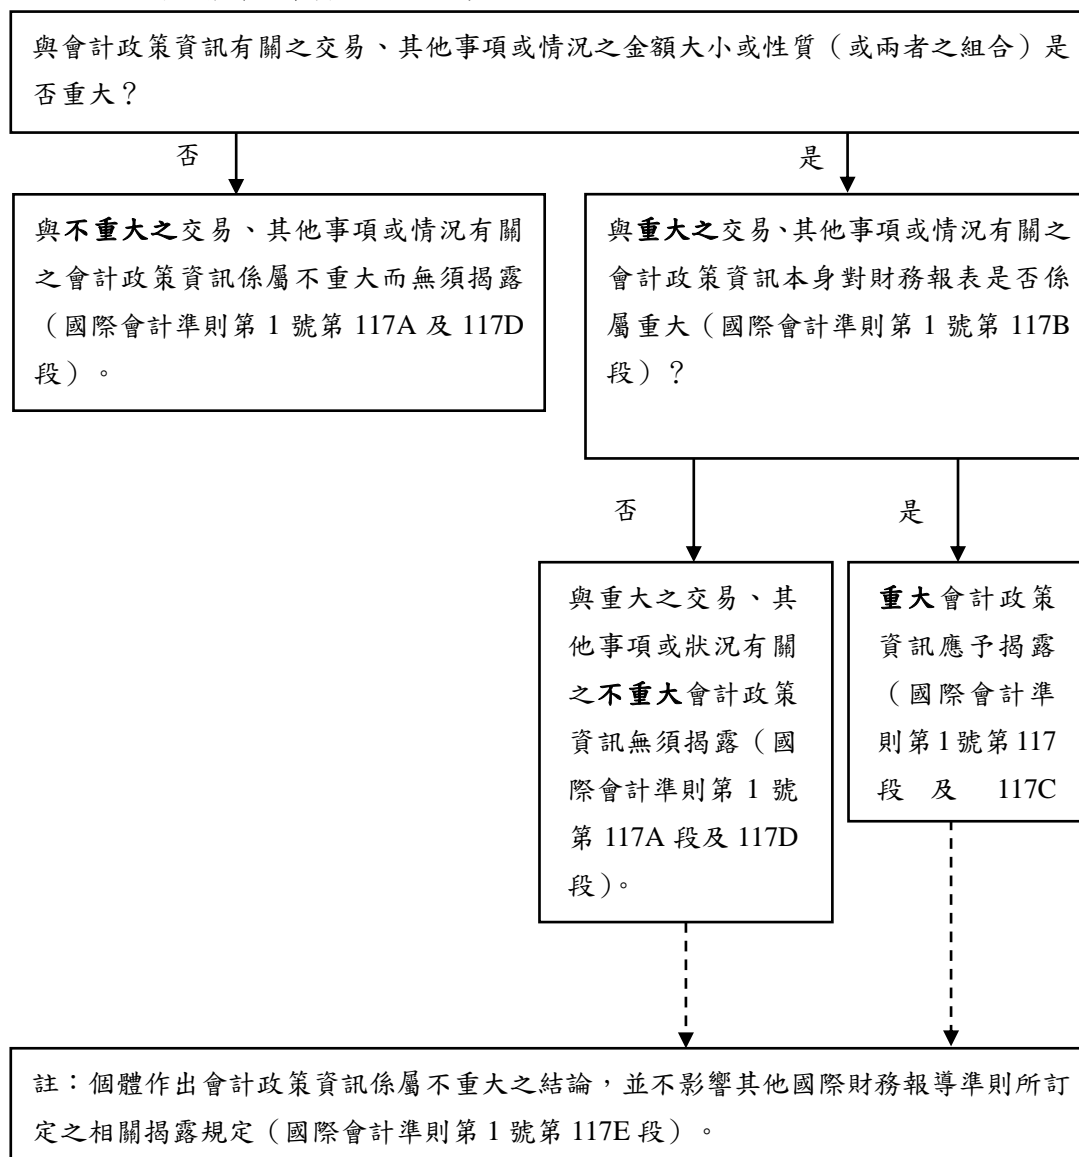 與會計政策資訊有關之交易、其他事項或情況之金額大小或性質（或兩者之組合）是
否重大？
否
是
與不重大之交易、其他事項或情況有關
之會計政策資訊係屬不重大而無須揭露
（國際會計準則第 1 號第 117A 及 117D
段）。
與重大之交易、其他事項或情況有關之
會計政策資訊本身對財務報表是否係
屬重大（國際會計準則第 1 號第 117B
段）？
否
是
與重大之交易、其
他事項或狀況有關
之不重大會計政策
資訊無須揭露（國
際會計準則第 1 號
第 117A 段及 117D
段）。
重大會計政策
資訊應予揭露
（國際會計準
則第 1 號第 117
段及 117C
註：個體作出會計政策資訊係屬不重大之結論，並不影響其他國際財務報導準則所訂
定之相關揭露規定（國際會計準則第 1 號第 117E 段）。